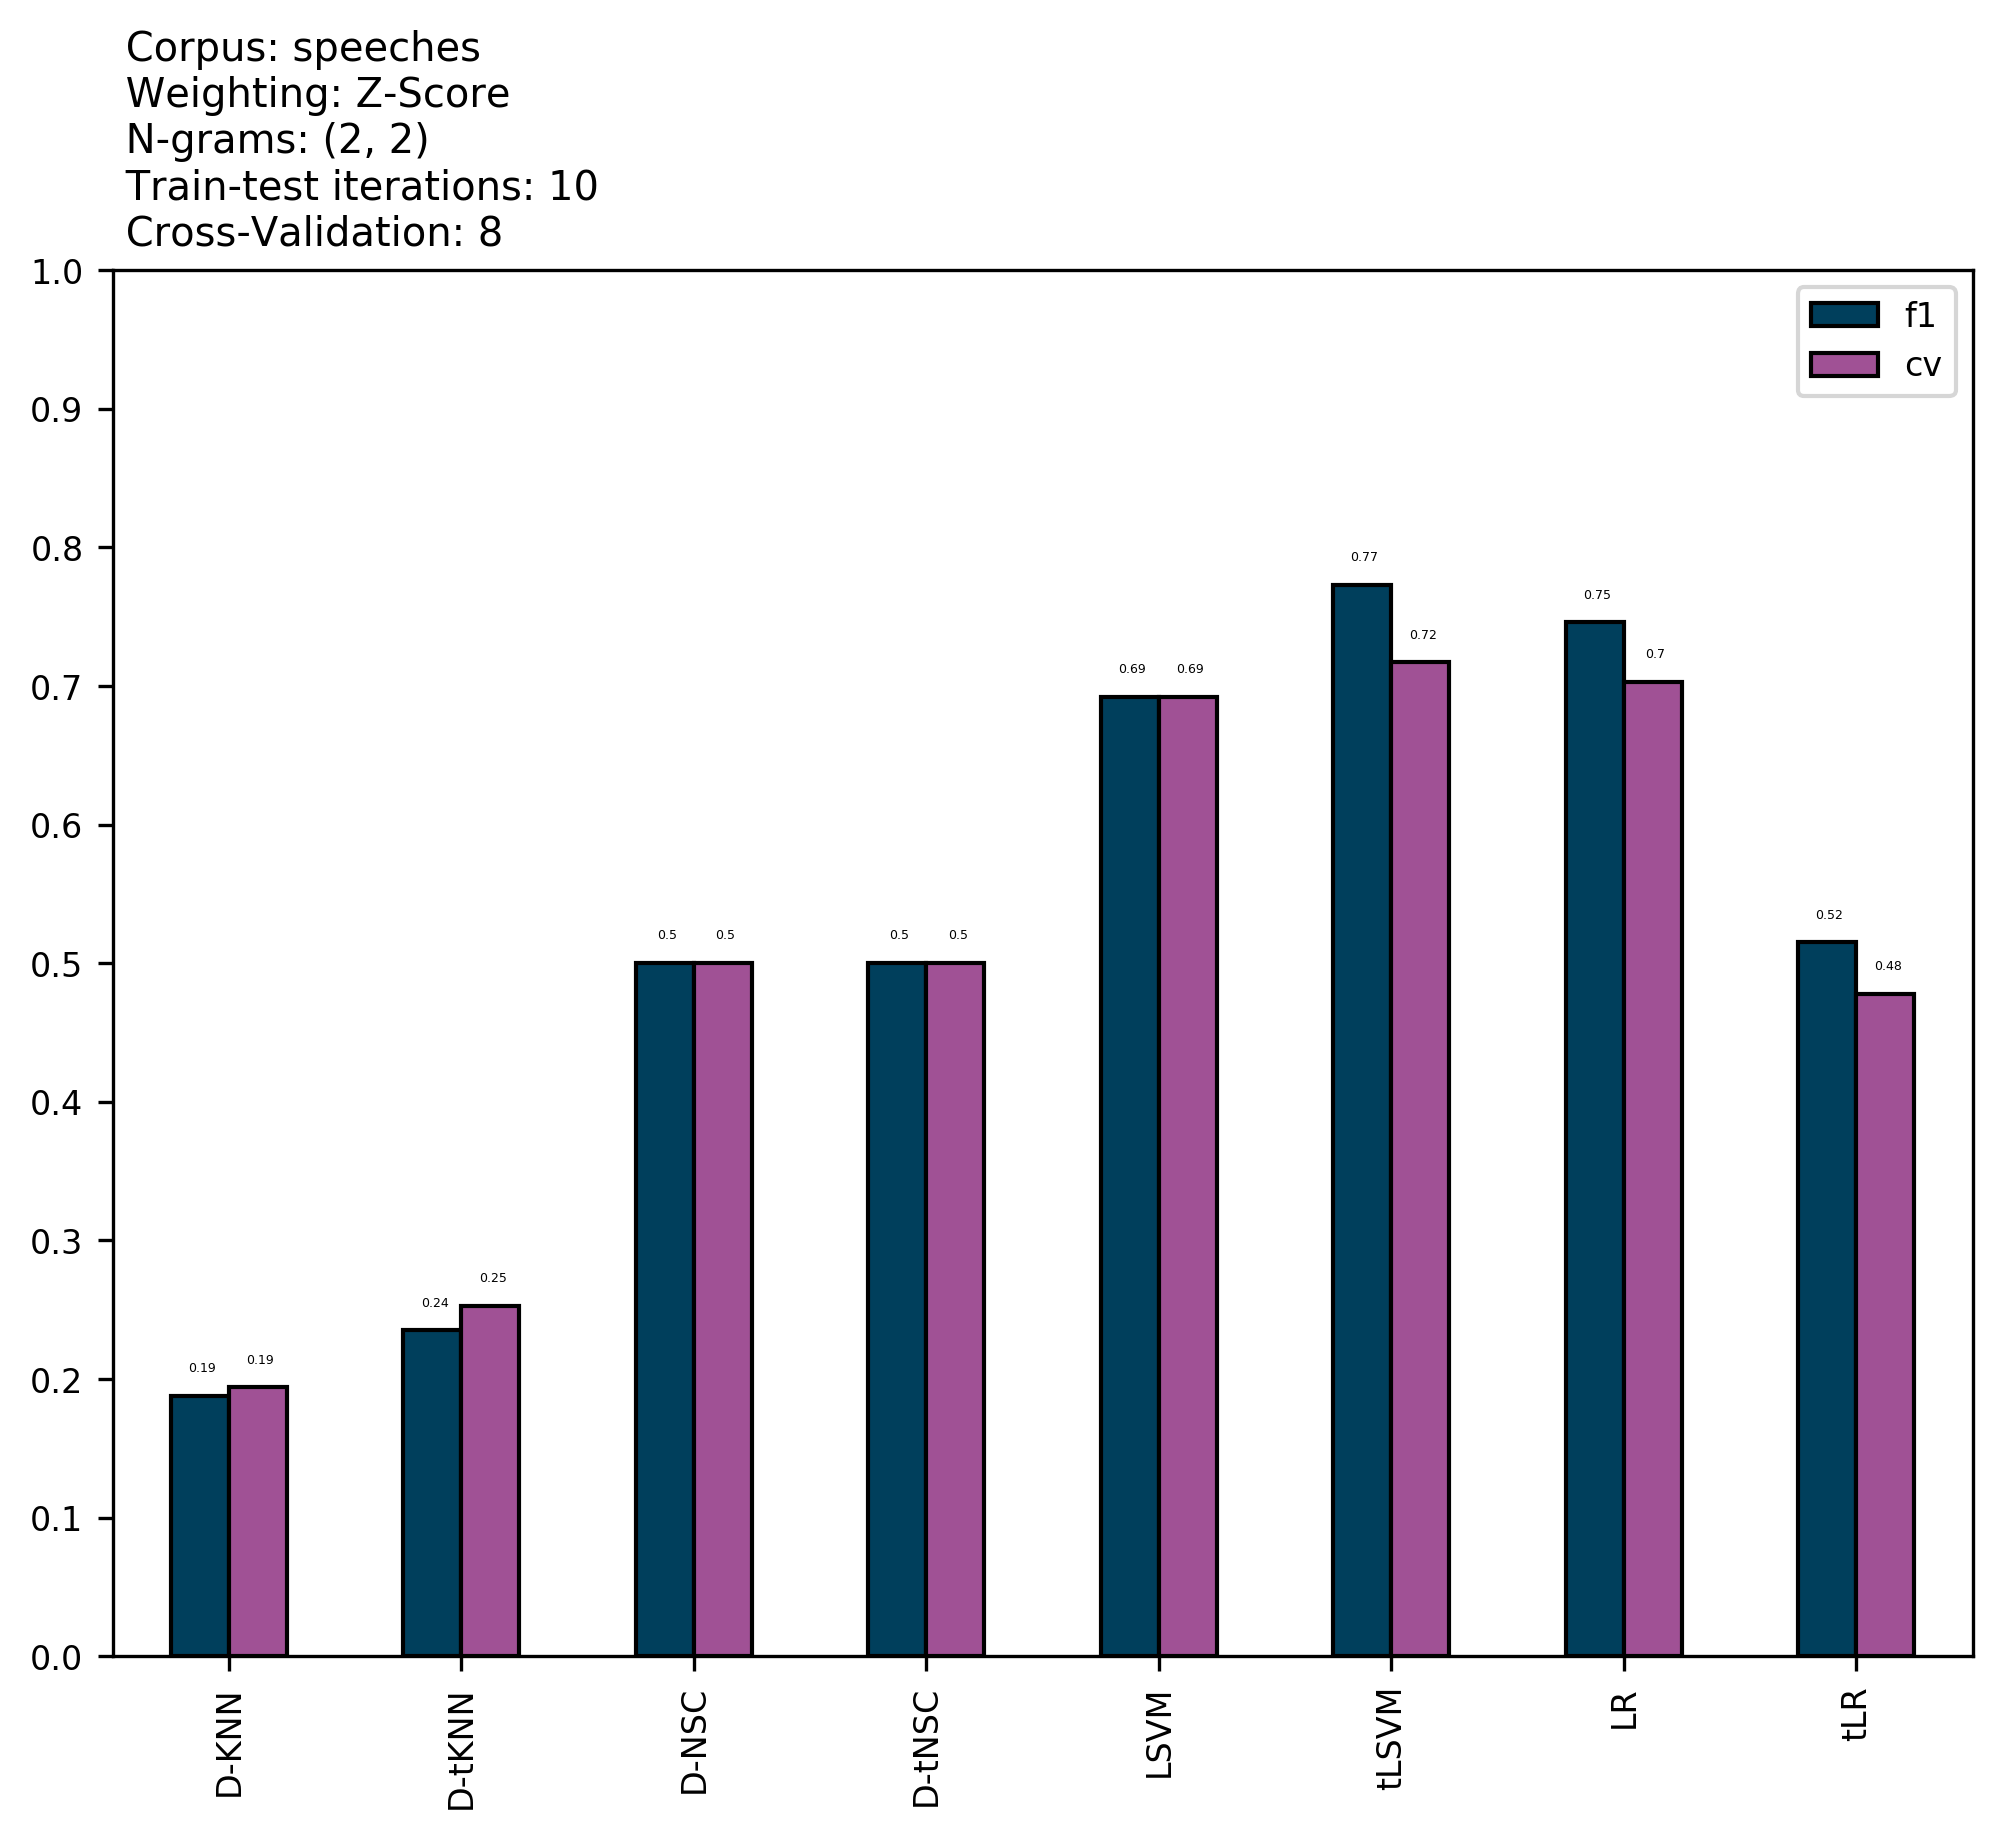 Corpus: speeches
Weighting: Z-Score
N-grams: (2, 2)
Train-test iterations: 10
Cross-Validation: 8
1.0
0.9
0.8
0.7
0.6
0.5
0.4
0.3
0.2
0.1
0.0
f1
cv
0.19
0.19
0.24
0.25
0.5
0.5
0.5
0.5
0.69
0.69
0.77
0.72
0.75
0.7
0.52
0.48
D-KNN
D-tKNN
D-NSC
D-tNSC
LSVM
tLSVM
LR
tLR